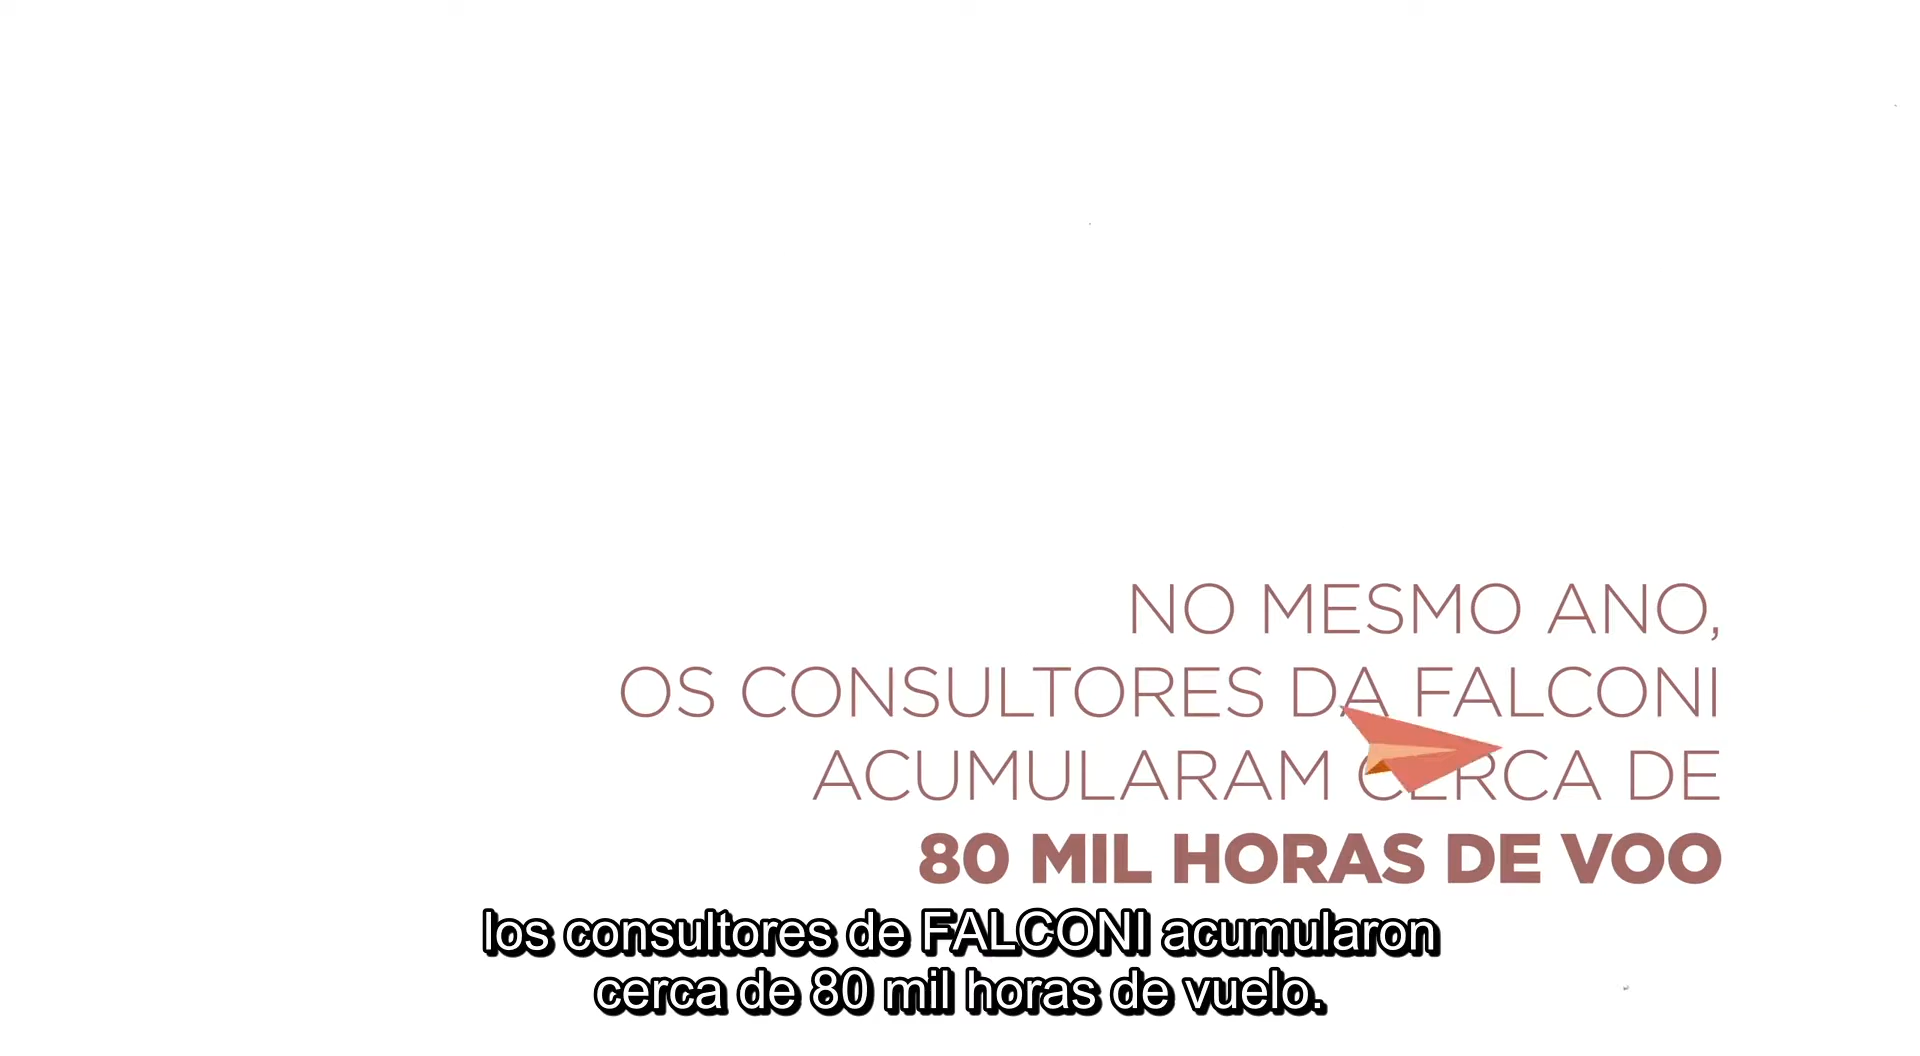 NO MESMO ANO,
OS CONSULTORES DA FALCONI
ACUMULARAM CERCA DE
80 MIL HORAS DE VOO
los consultores de FALCONI acumularon
cerca de 80 mil horas de vuelo.